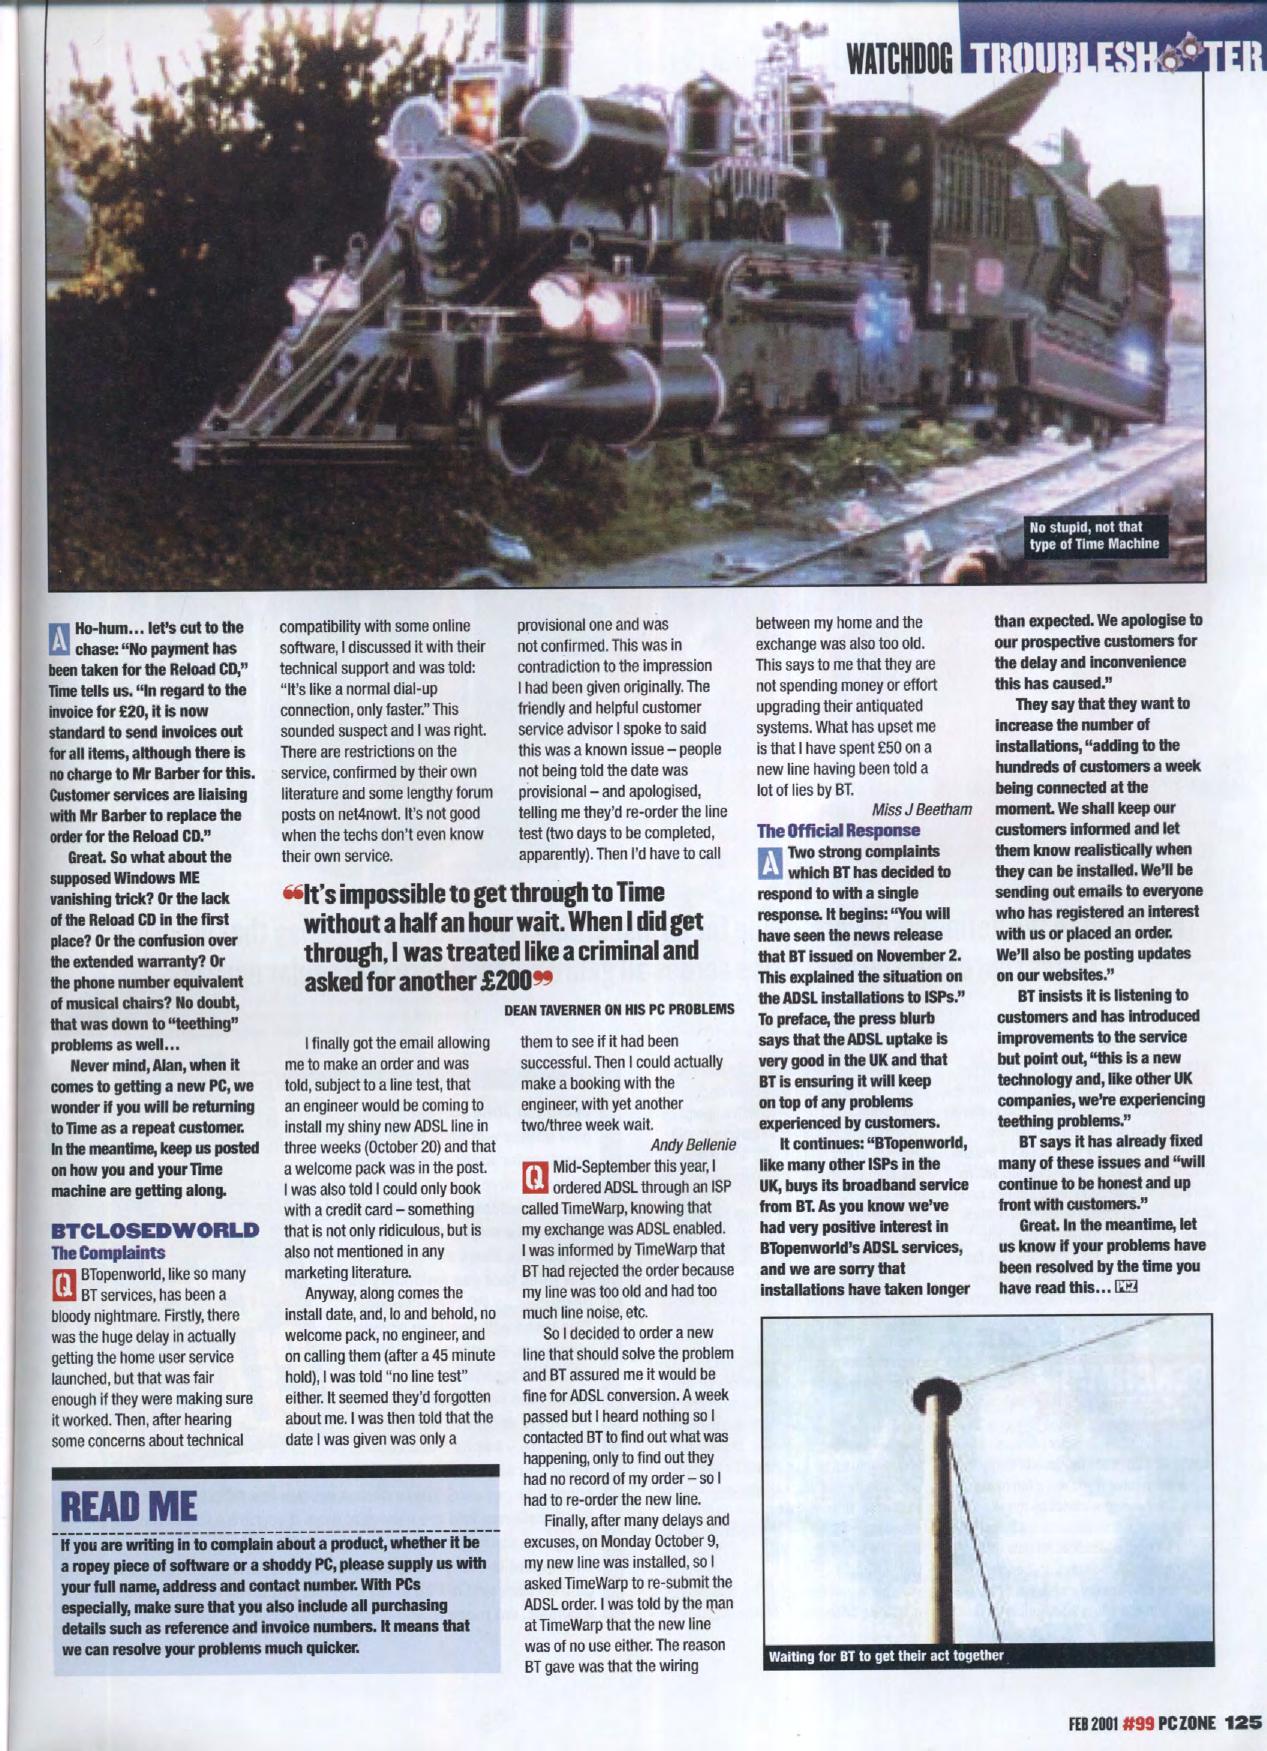 WATCHDOG TROUBLESHOOTER
No stupid, not that
type of Time Machine
A Ho-hum... let's cut to the
chase: "No payment has
been taken for the Reload CD,"
Time tells us. "In regard to the
invoice for £20, it is now
standard to send invoices out
for all items, although there is
no charge to Mr Barber for this.
Customer services are liaising
with Mr Barber to replace the
order for the Reload CD."
Great. So what about the
supposed Windows ME
vanishing trick? Or the lack
of the Reload CD in the first
place? Or the confusion over
the extended warranty? Or
the phone number equivalent
of musical chairs? No doubt,
that was down to "teething"
problems as well...
Never mind, Alan, when it
comes to getting a new PC, we
wonder if you will be returning
to Time as a repeat customer.
In the meantime, keep us posted
on how you and your Time
machine are getting along.
BTCLOSEDWORLD
The Complaints
Q BTopenworld, like so many
BT services, has been a
bloody nightmare. Firstly, there
was the huge delay in actually
getting the home user service
launched, but that was fair
enough if they were making sure
it worked. Then, after hearing
some concerns about technical
compatibility with some online
software, I discussed it with their
technical support and was told:
"It's like a normal dial-up
connection, only faster." This
sounded suspect and I was right.
There are restrictions on the
service, confirmed by their own
literature and some lengthy forum
posts on net4nowt. It's not good
when the techs don't even know
their own service.
"It's impossible to get through to Time
without a half an hour wait. When I did get
through, I was treated like a criminal and
asked for another £200"
DEAN TAVERNER ON HIS PC PROBLEMS
I finally got the email allowing
me to make an order and was
told, subject to a line test, that
an engineer would be coming to
install my shiny new ADSL line in
three weeks (October 20) and that
a welcome pack was in the post.
I was also told I could only book
with a credit card – something
that is not only ridiculous, but is
also not mentioned in any
marketing literature.
Anyway, along comes the
install date, and, lo and behold, no
welcome pack, no engineer, and
on calling them (after a 45 minute
hold), I was told "no line test"
either. It seemed they'd forgotten
about me. I was then told that the
date I was given was only a
provisional one and was
not confirmed. This was in
contradiction to the impression
I had been given originally. The
friendly and helpful customer
service advisor I spoke to said
this was a known issue – people
not being told the date was
provisional – and apologised,
telling me they'd re-order the line
test (two days to be completed,
apparently). Then I'd have to call
them to see if it had been
successful. Then I could actually
make a booking with the
engineer, with yet another
two/three week wait.
Andy Bellenie
Q Mid-September this year, I
ordered ADSL through an ISP
called TimeWarp, knowing that
my exchange was ADSL enabled.
I was informed by TimeWarp that
BT had rejected the order because
my line was too old and had too
much line noise, etc.
So I decided to order a new
line that should solve the problem
and BT assured me it would be
fine for ADSL conversion. A week
passed but I heard nothing so I
contacted BT to find out what was
happening, only to find out they
had no record of my order – so I
had to re-order the new line.
Finally, after many delays and
excuses, on Monday October 9,
my new line was installed, so I
asked TimeWarp to re-submit the
ADSL order. I was told by the man
at TimeWarp that the new line
was of no use either. The reason
BT gave was that the wiring
between my home and the
exchange was also too old.
This says to me that they are
not spending money or effort
upgrading their antiquated
systems. What has upset me
is that I have spent £50 on a
new line having been told a
lot of lies by BT.
Miss J Beetham
The Official Response
A Two strong complaints
which BT has decided to
respond to with a single
response. It begins: "You will
have seen the news release
that BT issued on November 2.
This explained the situation on
the ADSL installations to ISPs."
To preface, the press blurb
says that the ADSL uptake is
very good in the UK and that
BT is ensuring it will keep
on top of any problems
experienced by customers.
It continues: "BTopenworld,
like many other ISPs in the
UK, buys its broadband service
from BT. As you know we've
had very positive interest in
BTopenworld's ADSL services,
and we are sorry that
installations have taken longer
than expected. We apologise to
our prospective customers for
the delay and inconvenience
this has caused."
They say that they want to
increase the number of
installations, "adding to the
hundreds of customers a week
being connected at the
moment. We shall keep our
customers informed and let
them know realistically when
they can be installed. We'll be
sending out emails to everyone
who has registered an interest
with us or placed an order.
We'll also be posting updates
on our websites."
BT insists it is listening to
customers and has introduced
improvements to the service
but point out, "this is a new
technology and, like other UK
companies, we're experiencing
teething problems."
BT says it has already fixed
many of these issues and "will
continue to be honest and up
front with customers."
Great. In the meantime, let
us know if your problems have
been resolved by the time you
have read this... PCZ
READ ME
If you are writing in to complain about a product, whether it be
a ropey piece of software or a shoddy PC, please supply us with
your full name, address and contact number. With PCs
especially, make sure that you also include all purchasing
details such as reference and invoice numbers. It means that
we can resolve your problems much quicker.
Waiting for BT to get their act together
FEB 2001 #99 PC ZONE 125